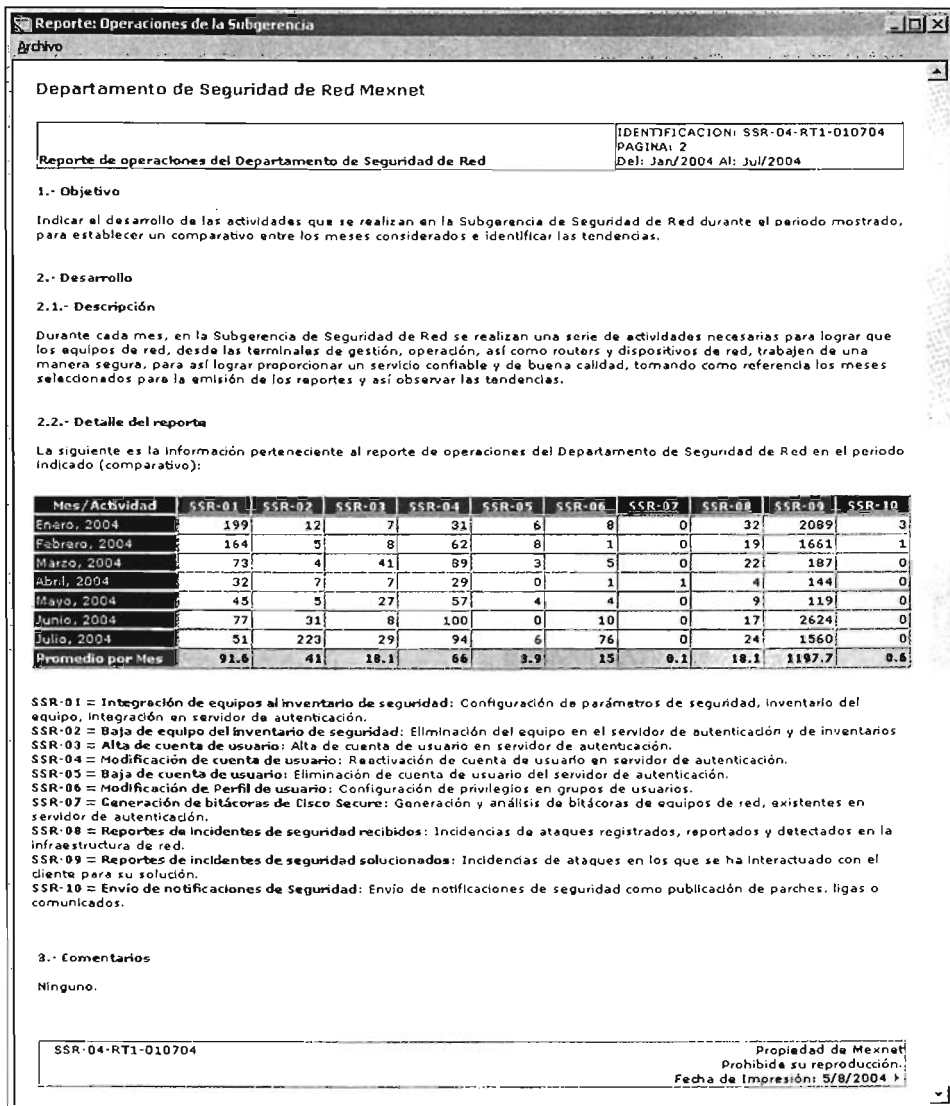 Reporte: Operaciones de la Subgerencia
Archivo
Departamento de Seguridad de Red Mexnet
IDENTIFICACION: SSR-04-RT1-010704
PAGINA: 2
Reporte de operaciones del Departamento de Seguridad de Red
Del: Jan/2004 Al: Jul/2004
1.- Objetivo
Indicar el desarrollo de las actividades que se realizan en la Subgerencia de Seguridad de Red durante el periodo mostrado,
para establecer un comparativo entre los meses considerados e identificar las tendencias.
2.- Desarrollo
2.1.- Descripción
Durante cada mes, en la Subgerencia de Seguridad de Red se realizan una serie de actividades necesarias para lograr que
los equipos de red, desde las terminales de gestión, operación, así como routers y dispositivos de red, trabajen de una
manera segura, para así lograr proporcionar un servicio confiable y de buena calidad, tomando como referencia los meses
seleccionados para la emisión de los reportes y así observar las tendencias.
2.2.- Detalle del reporte
La siguiente es la información perteneciente al reporte de operaciones del Departamento de Seguridad de Red en el periodo
indicado (comparativo):
Mes/Actividad SSR-01 SSR-02 SSR-03 SSR-04 SSR-05 SSR-06 SSR-07 SSR-08 SSR-09 SSR-10
Enero, 2004 199 12 7 31 6 8 0 32 2089 3
Febrero, 2004 164 5 8 62 8 1 0 19 1661 1
Marzo, 2004 73 4 41 89 3 5 0 22 187 0
Abril, 2004 32 7 7 29 0 1 1 4 144 0
Mayo, 2004 45 5 27 57 4 4 0 9 119 0
Junio, 2004 77 31 8 100 0 10 0 17 2624 0
Julio, 2004 51 223 29 94 6 76 0 24 1560 0
Promedio por Mes 91.6 41 18.1 66 3.9 15 0.1 18.1 1197.7 0.6
SSR-01 = Integración de equipos al inventario de seguridad: Configuración de parámetros de seguridad, inventario del
equipo, integración en servidor de autenticación.
SSR-02 = Baja de equipo del inventario de seguridad: Eliminación del equipo en el servidor de autenticación y de inventarios
SSR-03 = Alta de cuenta de usuario: Alta de cuenta de usuario en servidor de autenticación.
SSR-04 = Modificación de cuenta de usuario: Reactivación de cuenta de usuario en servidor de autenticación.
SSR-05 = Baja de cuenta de usuario: Eliminación de cuenta de usuario del servidor de autenticación.
SSR-06 = Modificación de Perfil de usuario: Configuración de privilegios en grupos de usuarios.
SSR-07 = Generación de bitácoras de Cisco Secure: Generación y análisis de bitácoras de equipos de red, existentes en
servidor de autenticación.
SSR-08 = Reportes de incidentes de seguridad recibidos: Incidencias de ataques registrados, reportados y detectados en la
infraestructura de red.
SSR-09 = Reportes de incidentes de seguridad solucionados: Incidencias de ataques en los que se ha interactuado con el
cliente para su solución.
SSR-10 = Envío de notificaciones de Seguridad: Envío de notificaciones de seguridad como publicación de parches, ligas o
comunicados.
3.- Comentarios
Ninguno.
SSR-04-RT1-010704
Propiedad de Mexnet
Prohibida su reproducción.
Fecha de Impresión: 5/8/2004